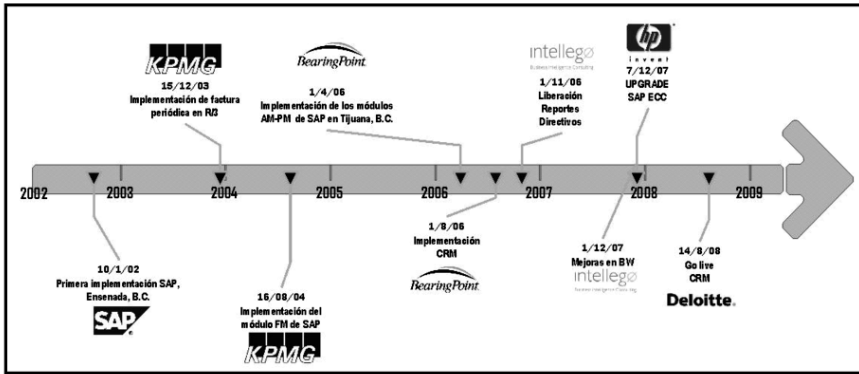 KPMG
15/12/03
Implementación de factura
periódica en R/3
BearingPoint
1/4/06
Implementación de los módulos
AM-PM de SAP en Tijuana, B.C.
intellego
1/11/06
Liberación
Reportes
Directivos
hp
invent
7/12/07
UPGRADE
SAP ECC
2002
2003
2004
2005
2006
2007
2008
2009
10/1/02
Primera implementación SAP,
Ensenada, B.C.
SAP
16/08/04
Implementación del
módulo FM de SAP
KPMG
1/8/06
Implementación
CRM
BearingPoint
1/12/07
Mejoras en BW
intellego
14/8/08
Go live
CRM
Deloitte.